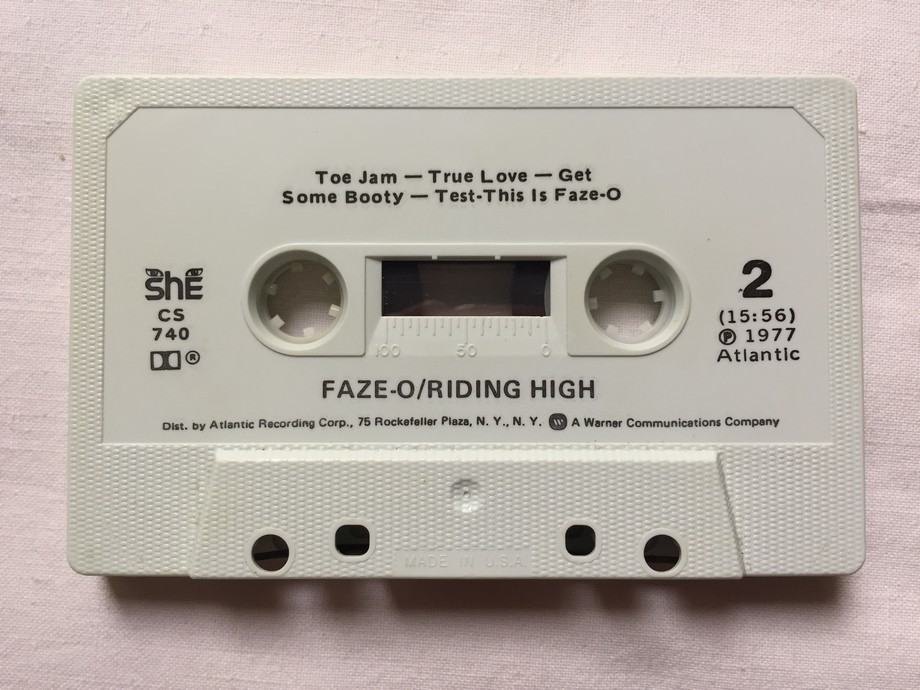 Toe Jam — True Love — Get
Some Booty — Test-This Is Faze-O
ShE
CS
740
®
2
(15:56)
℗ 1977
Atlantic
100 50 0
FAZE-O/RIDING HIGH
Dist. by Atlantic Recording Corp., 75 Rockefeller Plaza, N. Y., N. Y. W A Warner Communications Company
MADE IN U.S.A.